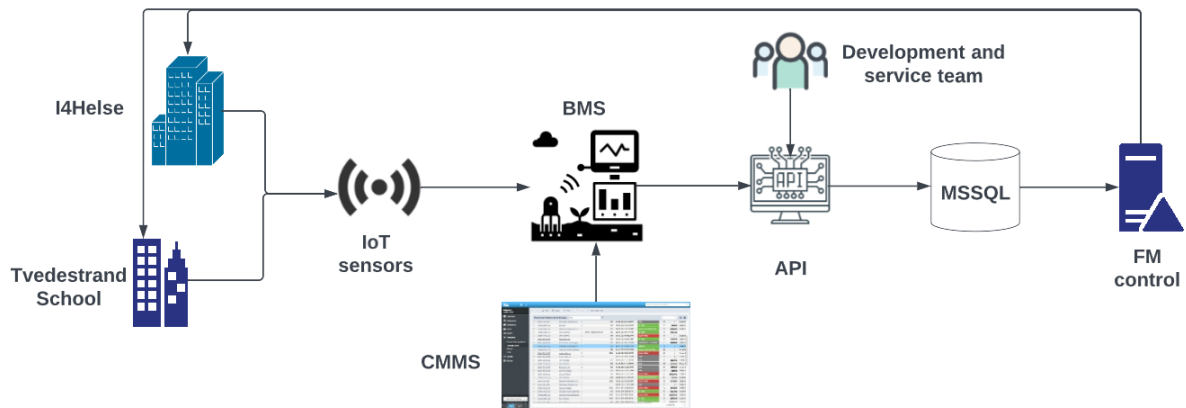 Development and
service team
I4Helse
BMS
API
MSSQL
IoT
sensors
Tvedestrand
School
API
FM
control
CMMS